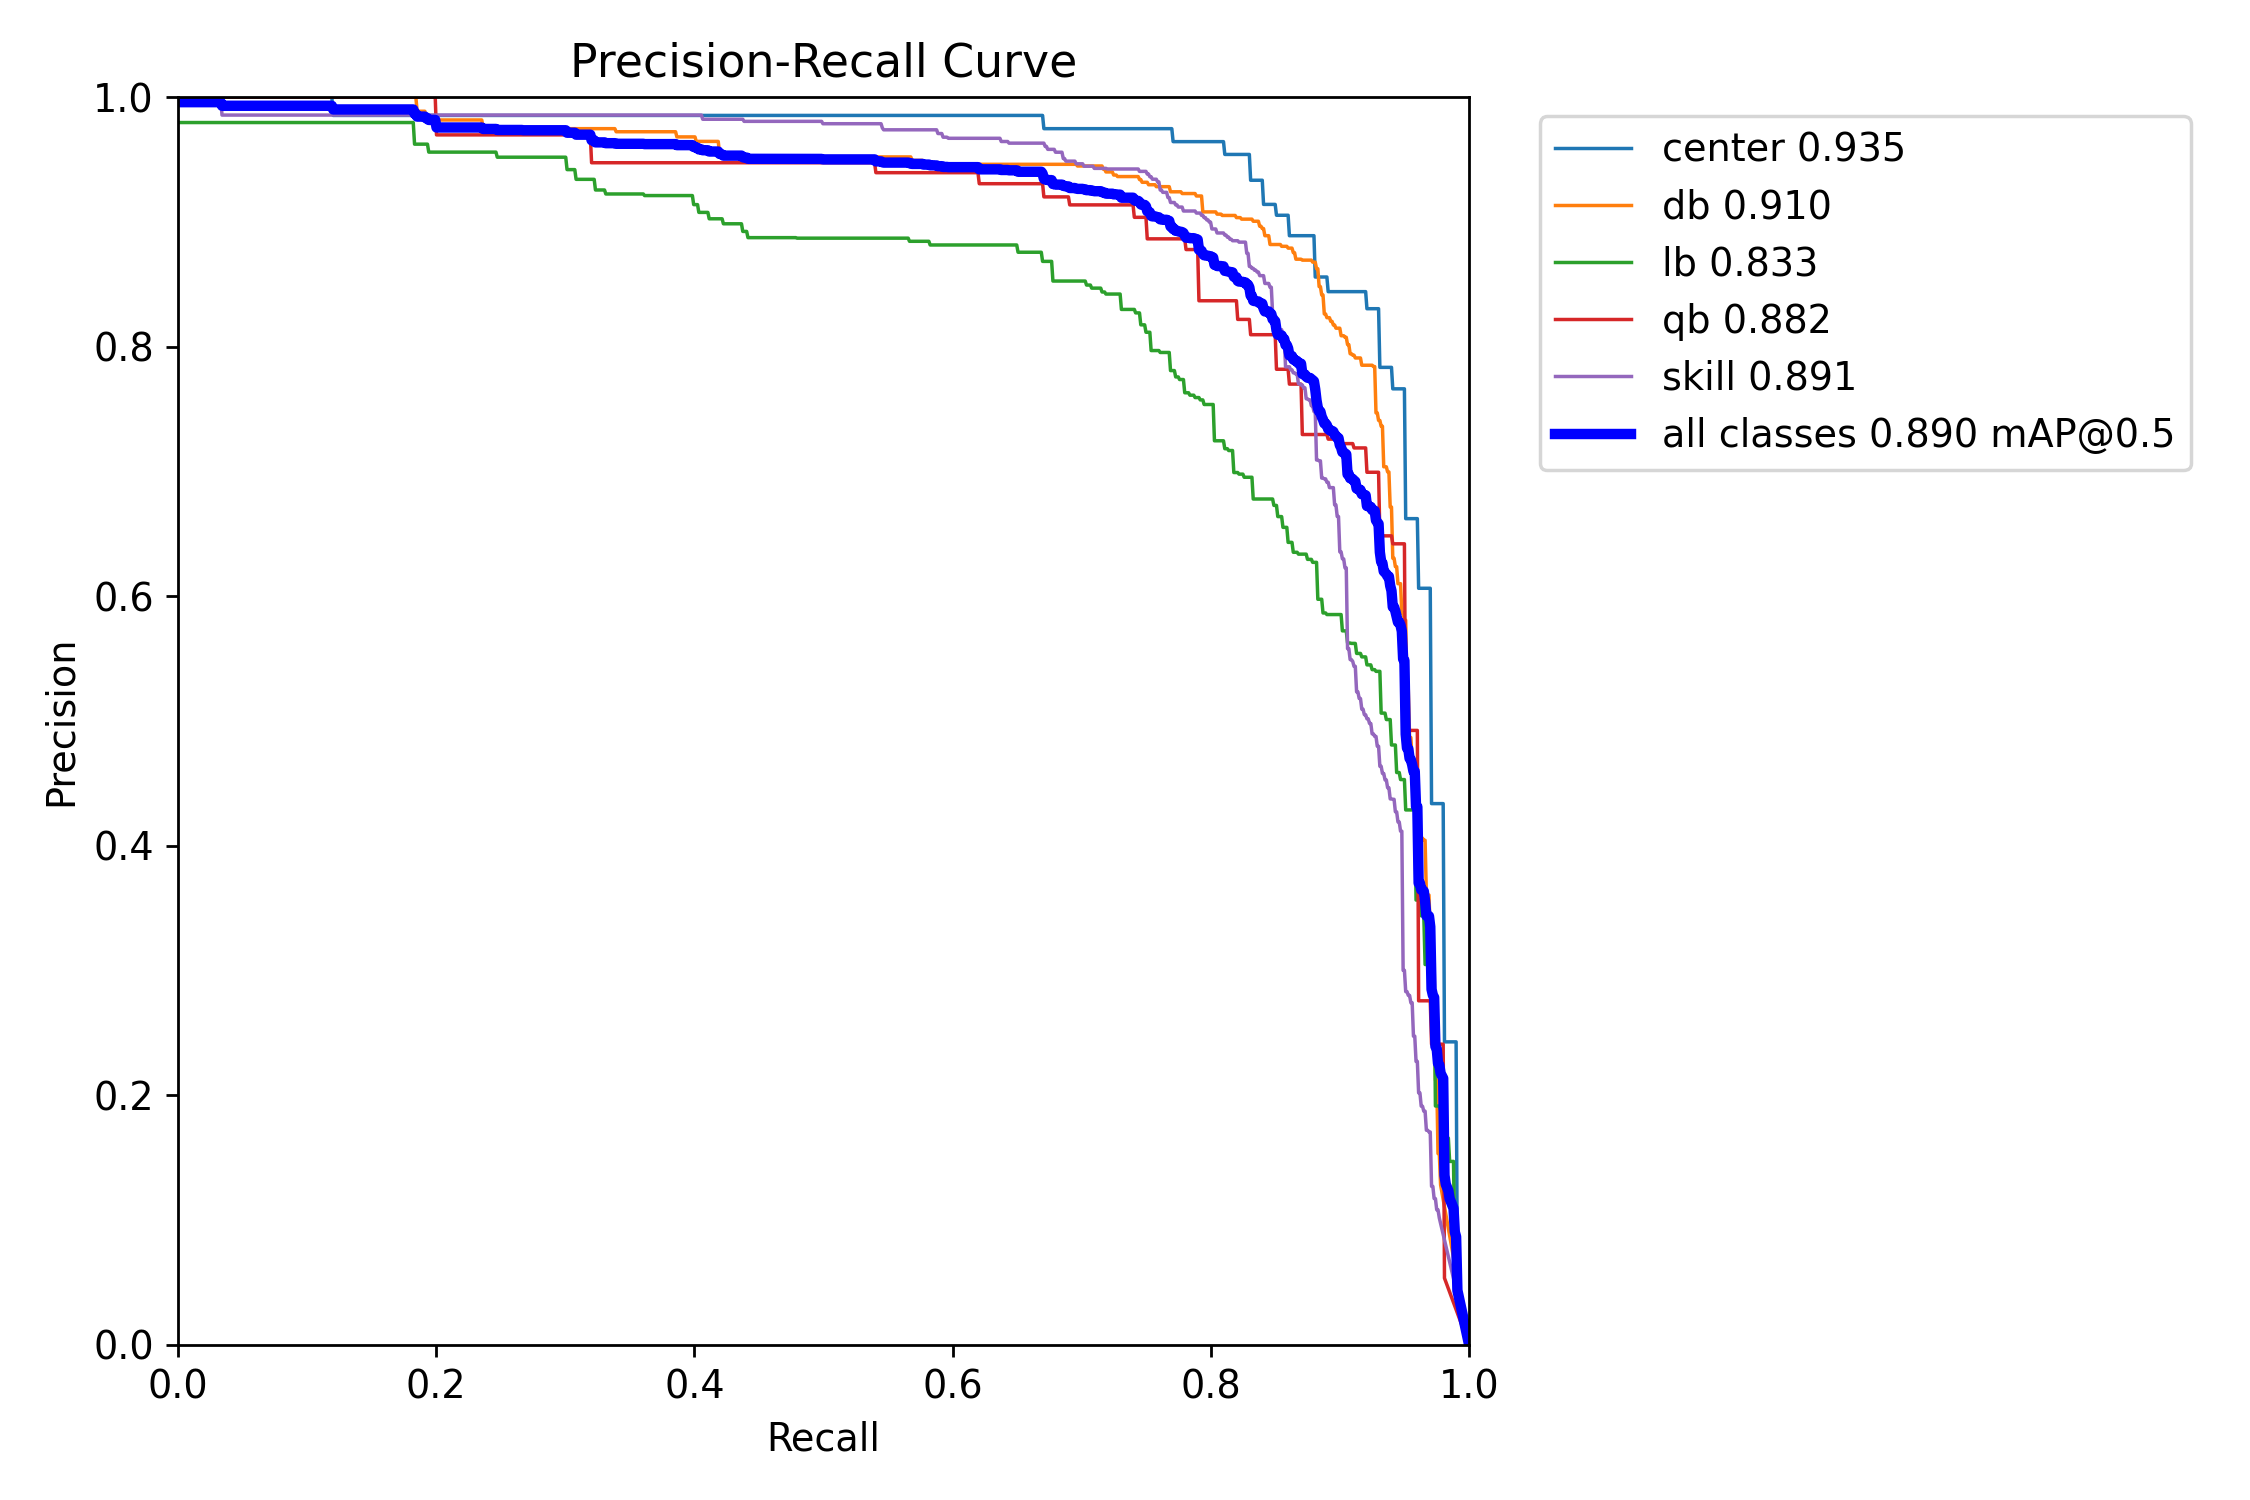 Precision-Recall Curve
1.0
0.8
0.6
0.4
0.2
0.0
Precision
0.0 0.2 0.4 0.6 0.8 1.0
Recall
center 0.935
db 0.910
lb 0.833
qb 0.882
skill 0.891
all classes 0.890 mAP@0.5